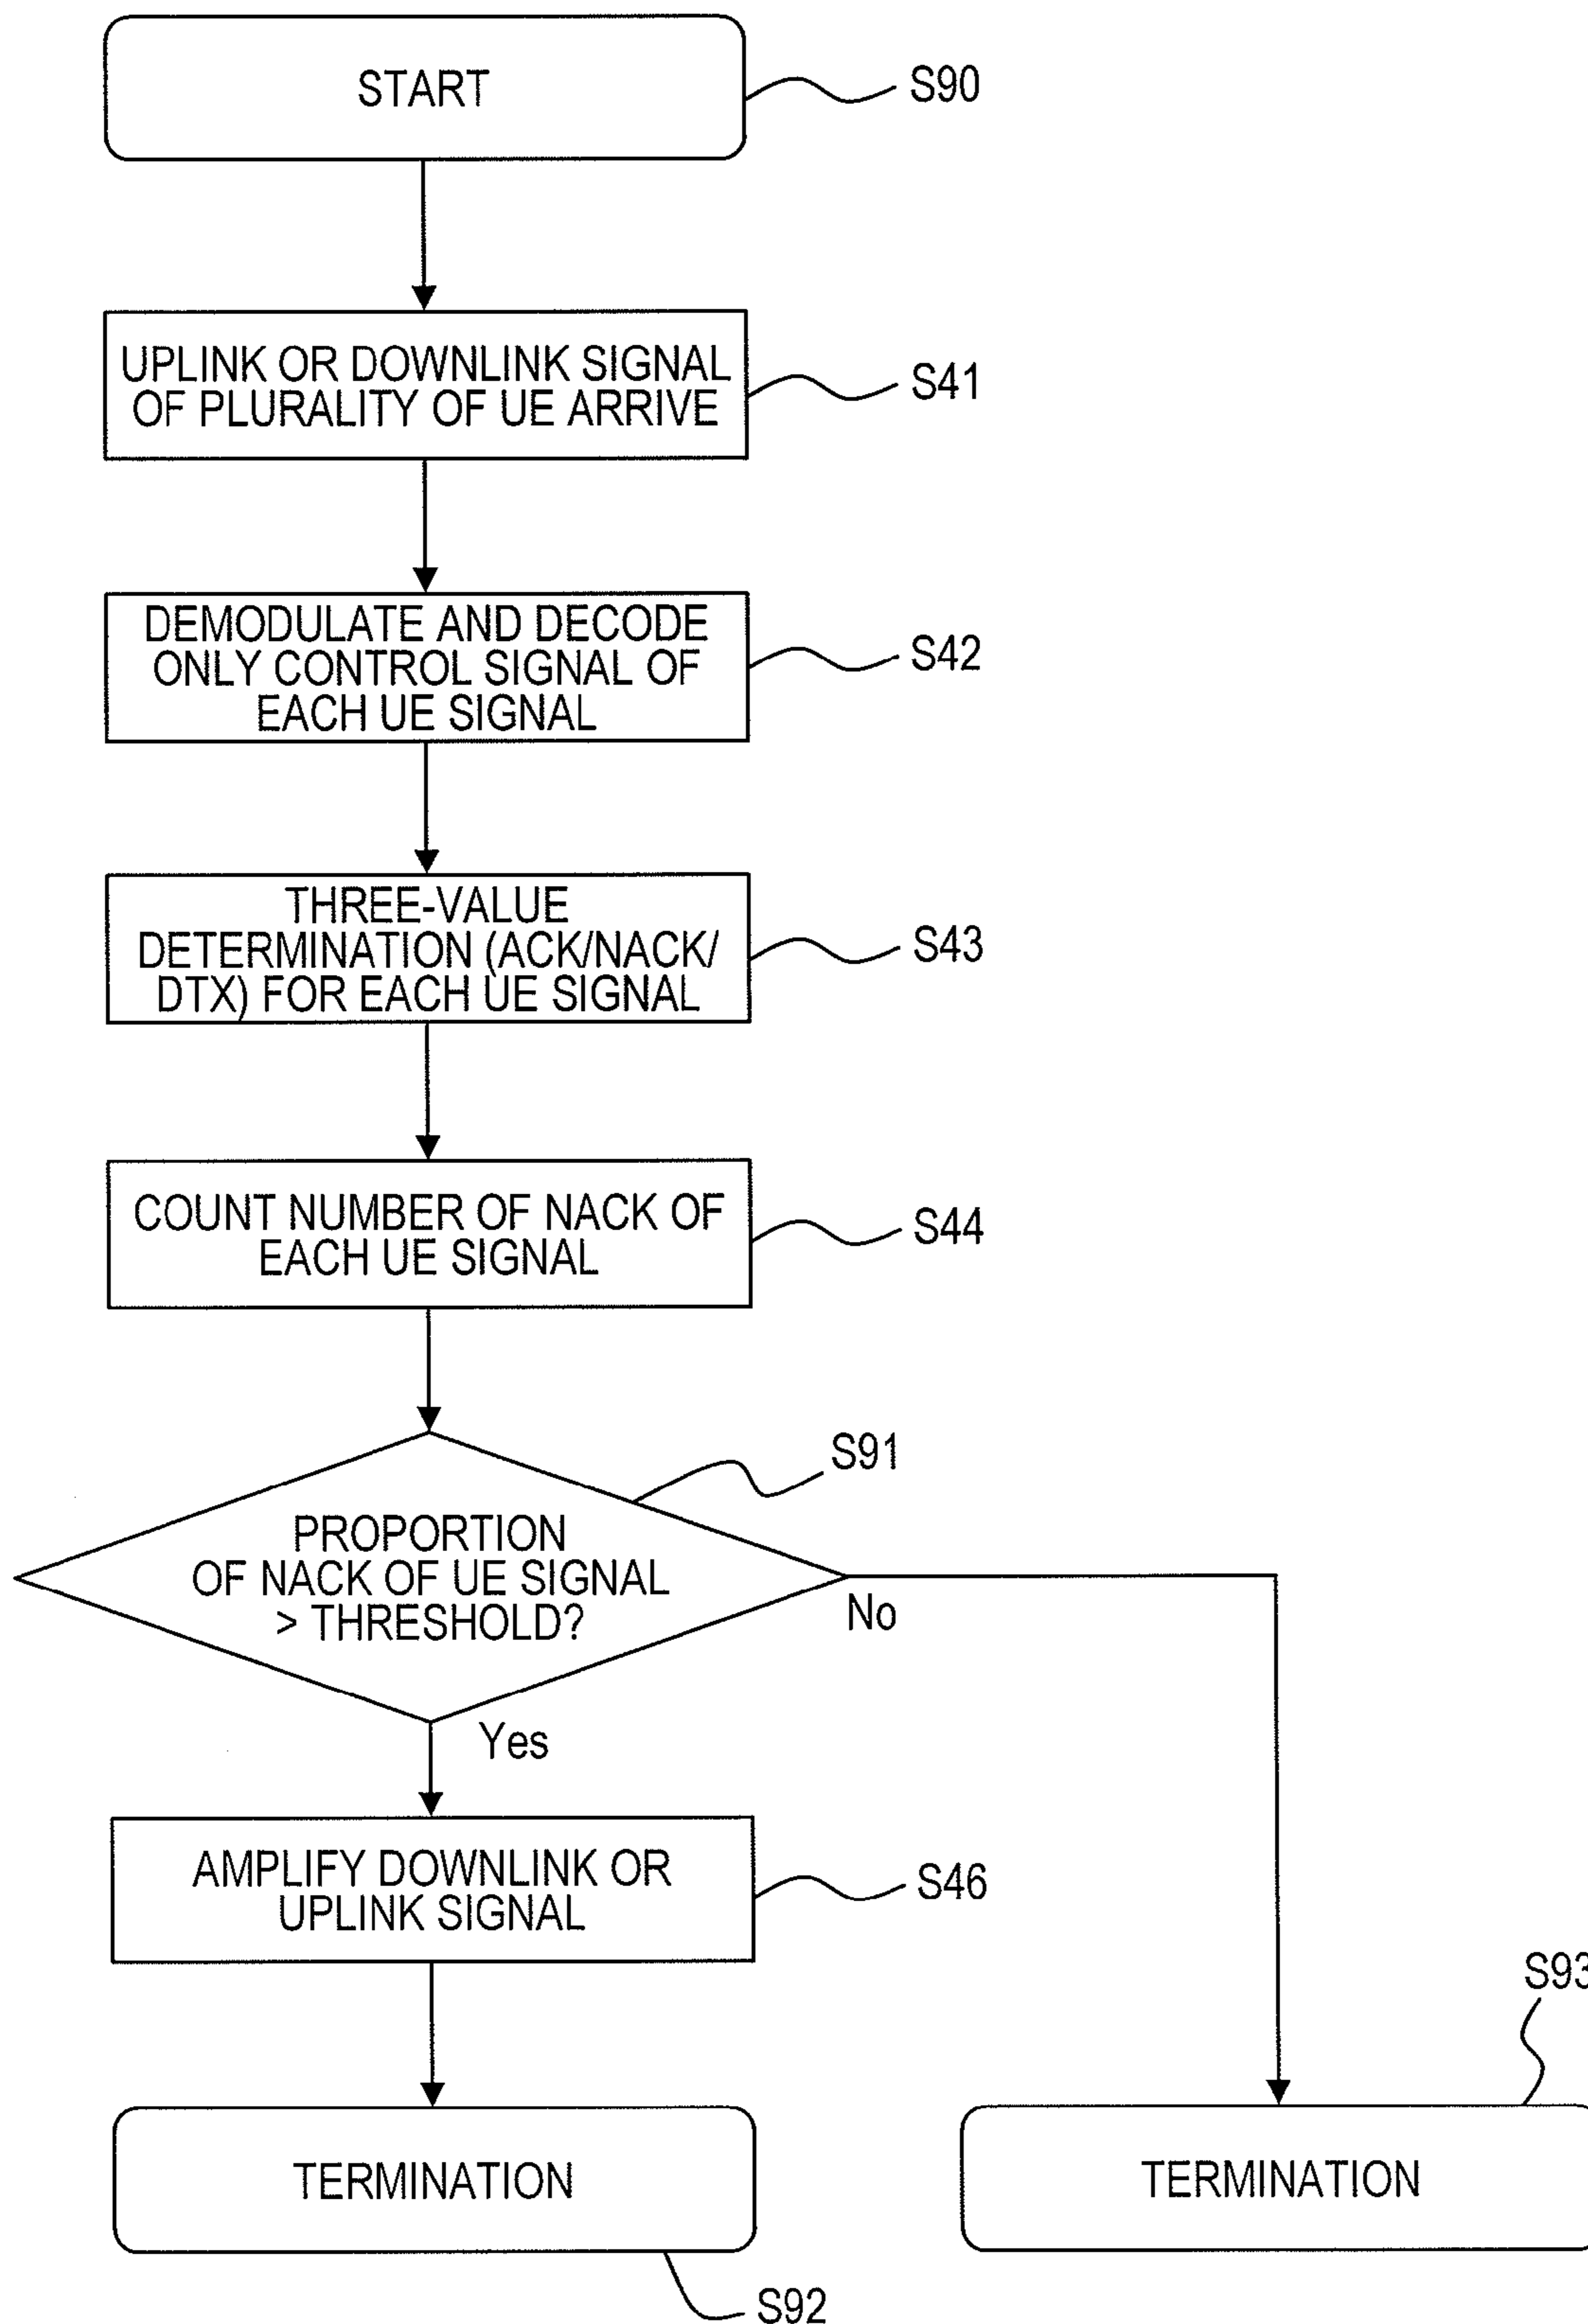 START
S90
UPLINK OR DOWNLINK SIGNAL
OF PLURALITY OF UE ARRIVE
S41
DEMODULATE AND DECODE
ONLY CONTROL SIGNAL OF
EACH UE SIGNAL
S42
THREE-VALUE
DETERMINATION (ACK/NACK/
DTX) FOR EACH UE SIGNAL
S43
COUNT NUMBER OF NACK OF
EACH UE SIGNAL
S44
S91
PROPORTION
OF NACK OF UE SIGNAL
> THRESHOLD?
No
Yes
AMPLIFY DOWNLINK OR
UPLINK SIGNAL
S46
S93
TERMINATION
TERMINATION
S92